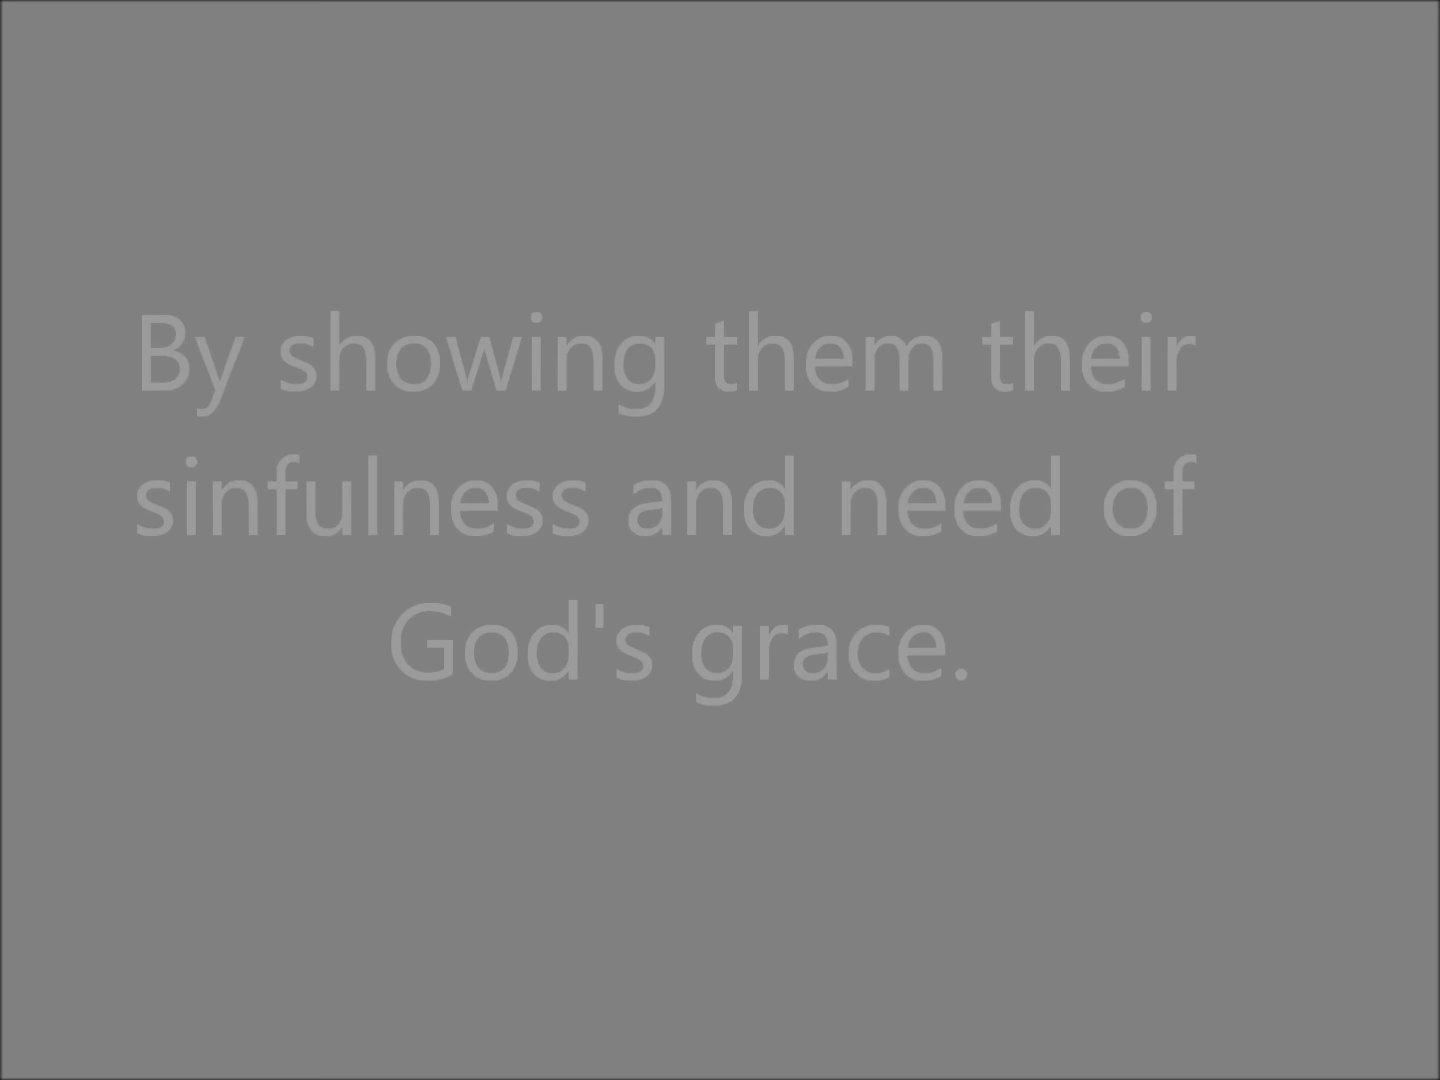 By showing them their
sinfulness and need of
God's grace.